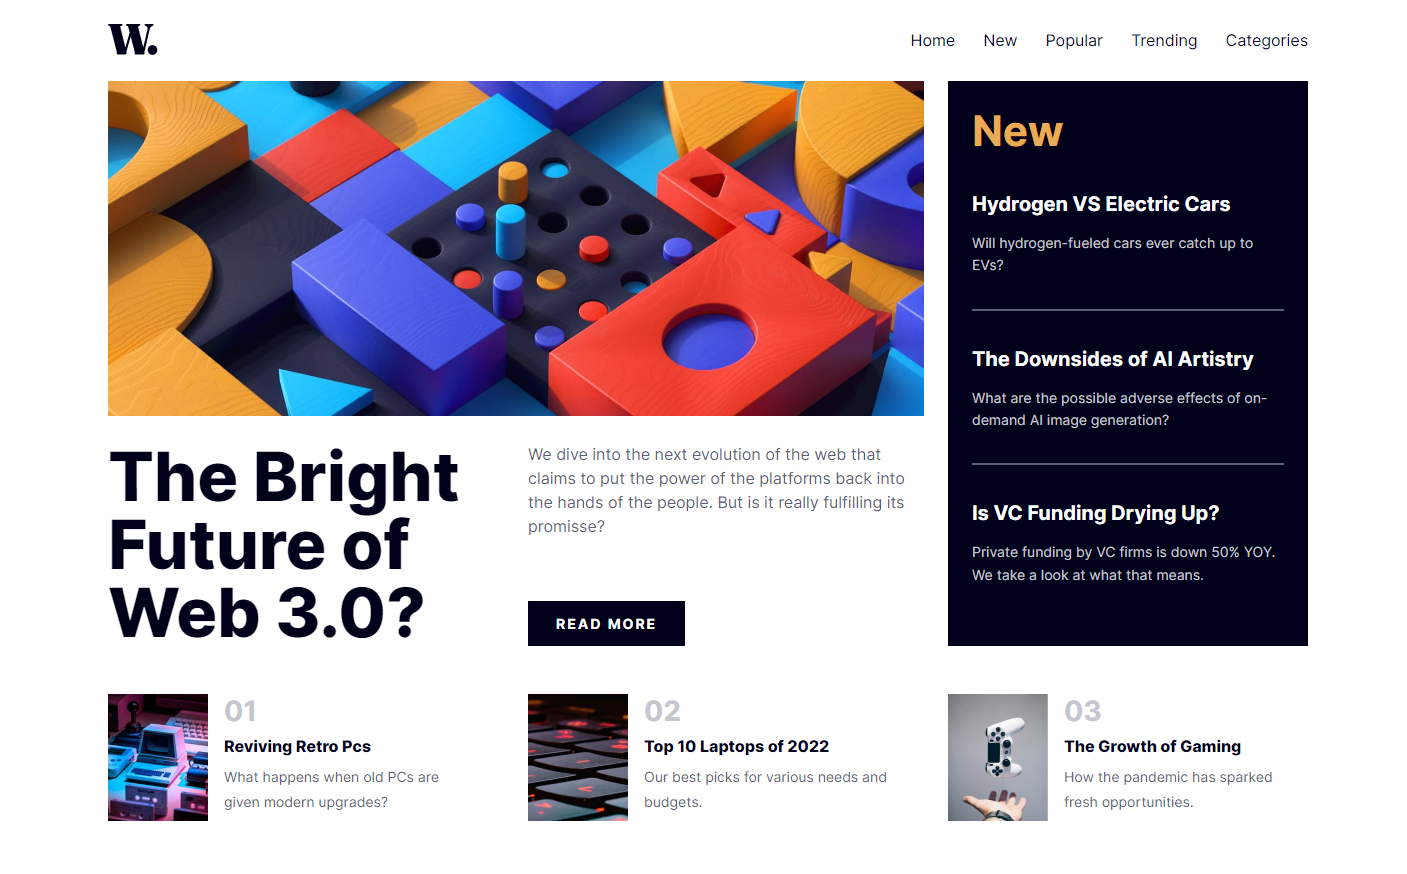 W.
Home New Popular Trending Categories
The Bright
Future of
Web 3.0?
We dive into the next evolution of the web that
claims to put the power of the platforms back into
the hands of the people. But is it really fulfilling its
promisse?
READ MORE
New
Hydrogen VS Electric Cars
Will hydrogen-fueled cars ever catch up to
EVs?
The Downsides of AI Artistry
What are the possible adverse effects of on-
demand AI image generation?
Is VC Funding Drying Up?
Private funding by VC firms is down 50% YOY.
We take a look at what that means.
01
Reviving Retro Pcs
What happens when old PCs are
given modern upgrades?
02
Top 10 Laptops of 2022
Our best picks for various needs and
budgets.
03
The Growth of Gaming
How the pandemic has sparked
fresh opportunities.